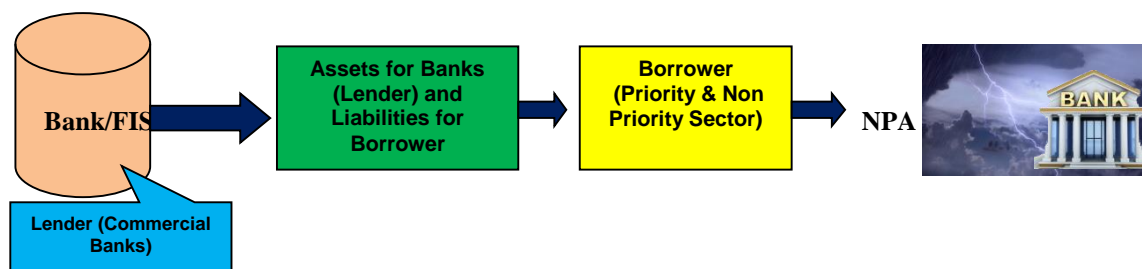 Bank/FIS
Lender (Commercial
Banks)
Assets for Banks
(Lender) and
Liabilities for
Borrower
Borrower
(Priority & Non
Priority Sector)
NPA
BANK